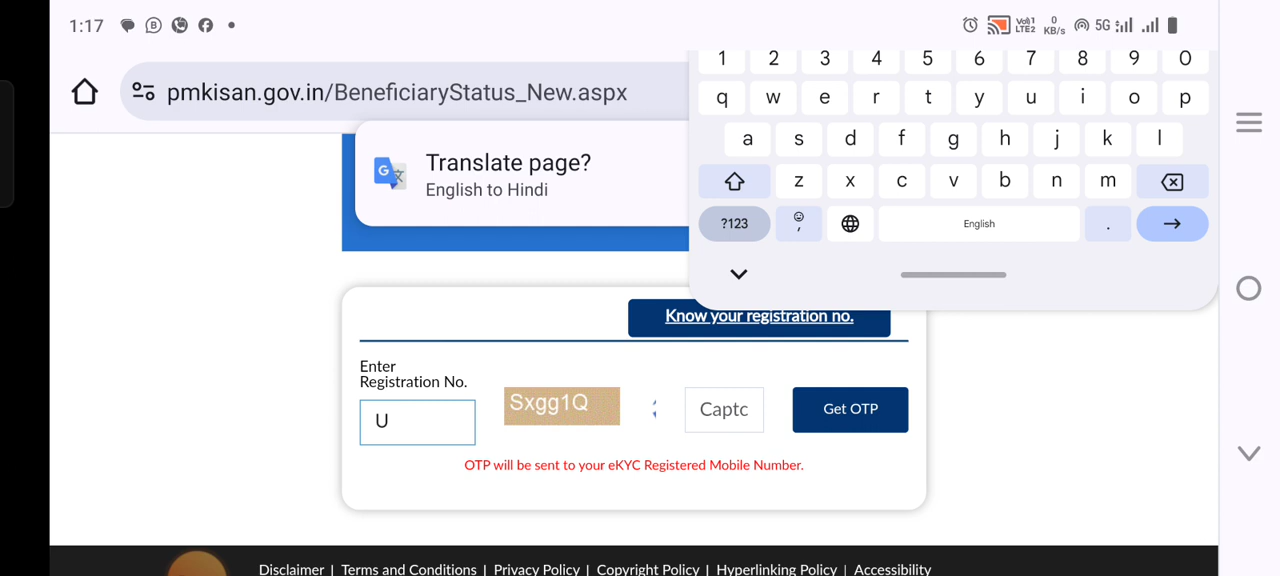 1:17
Vo))1 LTE2 0 KB/s 5G
pmkisan.gov.in/BeneficiaryStatus_New.aspx
Translate page?
English to Hindi
1 2 3 4 5 6 7 8 9 0
q w e r t y u i o p
a s d f g h j k l
z x c v b n m
?123 , English .
Know your registration no.
Enter
Registration No.
U
Sxgg1Q
Captc
Get OTP
OTP will be sent to your eKYC Registered Mobile Number.
Disclaimer | Terms and Conditions | Privacy Policy | Copyright Policy | Hyperlinking Policy | Accessibility